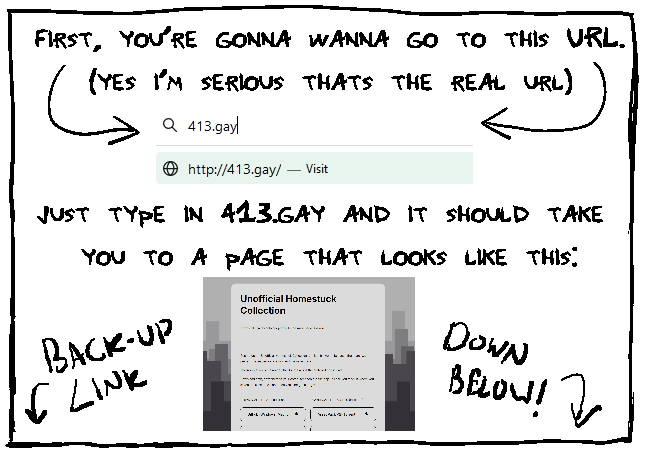 FIRST, YOU'RE GONNA WANNA GO TO THIS URL.
(YES I'M SERIOUS THATS THE REAL URL)
413.gay
http://413.gay/ — Visit
JUST TYPE IN 413.GAY AND IT SHOULD TAKE
YOU TO A PAGE THAT LOOKS LIKE THIS:
Unofficial Homestuck
Collection
BACK-UP
LINK
DOWN
BELOW!